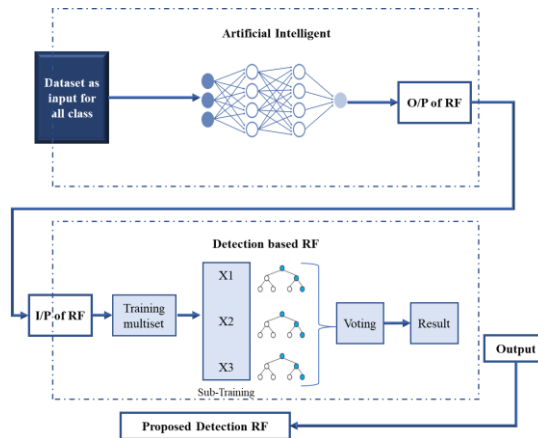 Artificial Intelligent
Dataset as
input for
all class
O/P of RF
Detection based RF
I/P of RF
Training
multiset
X1
X2
X3
Sub-Training
Voting
Result
Output
Proposed Detection RF